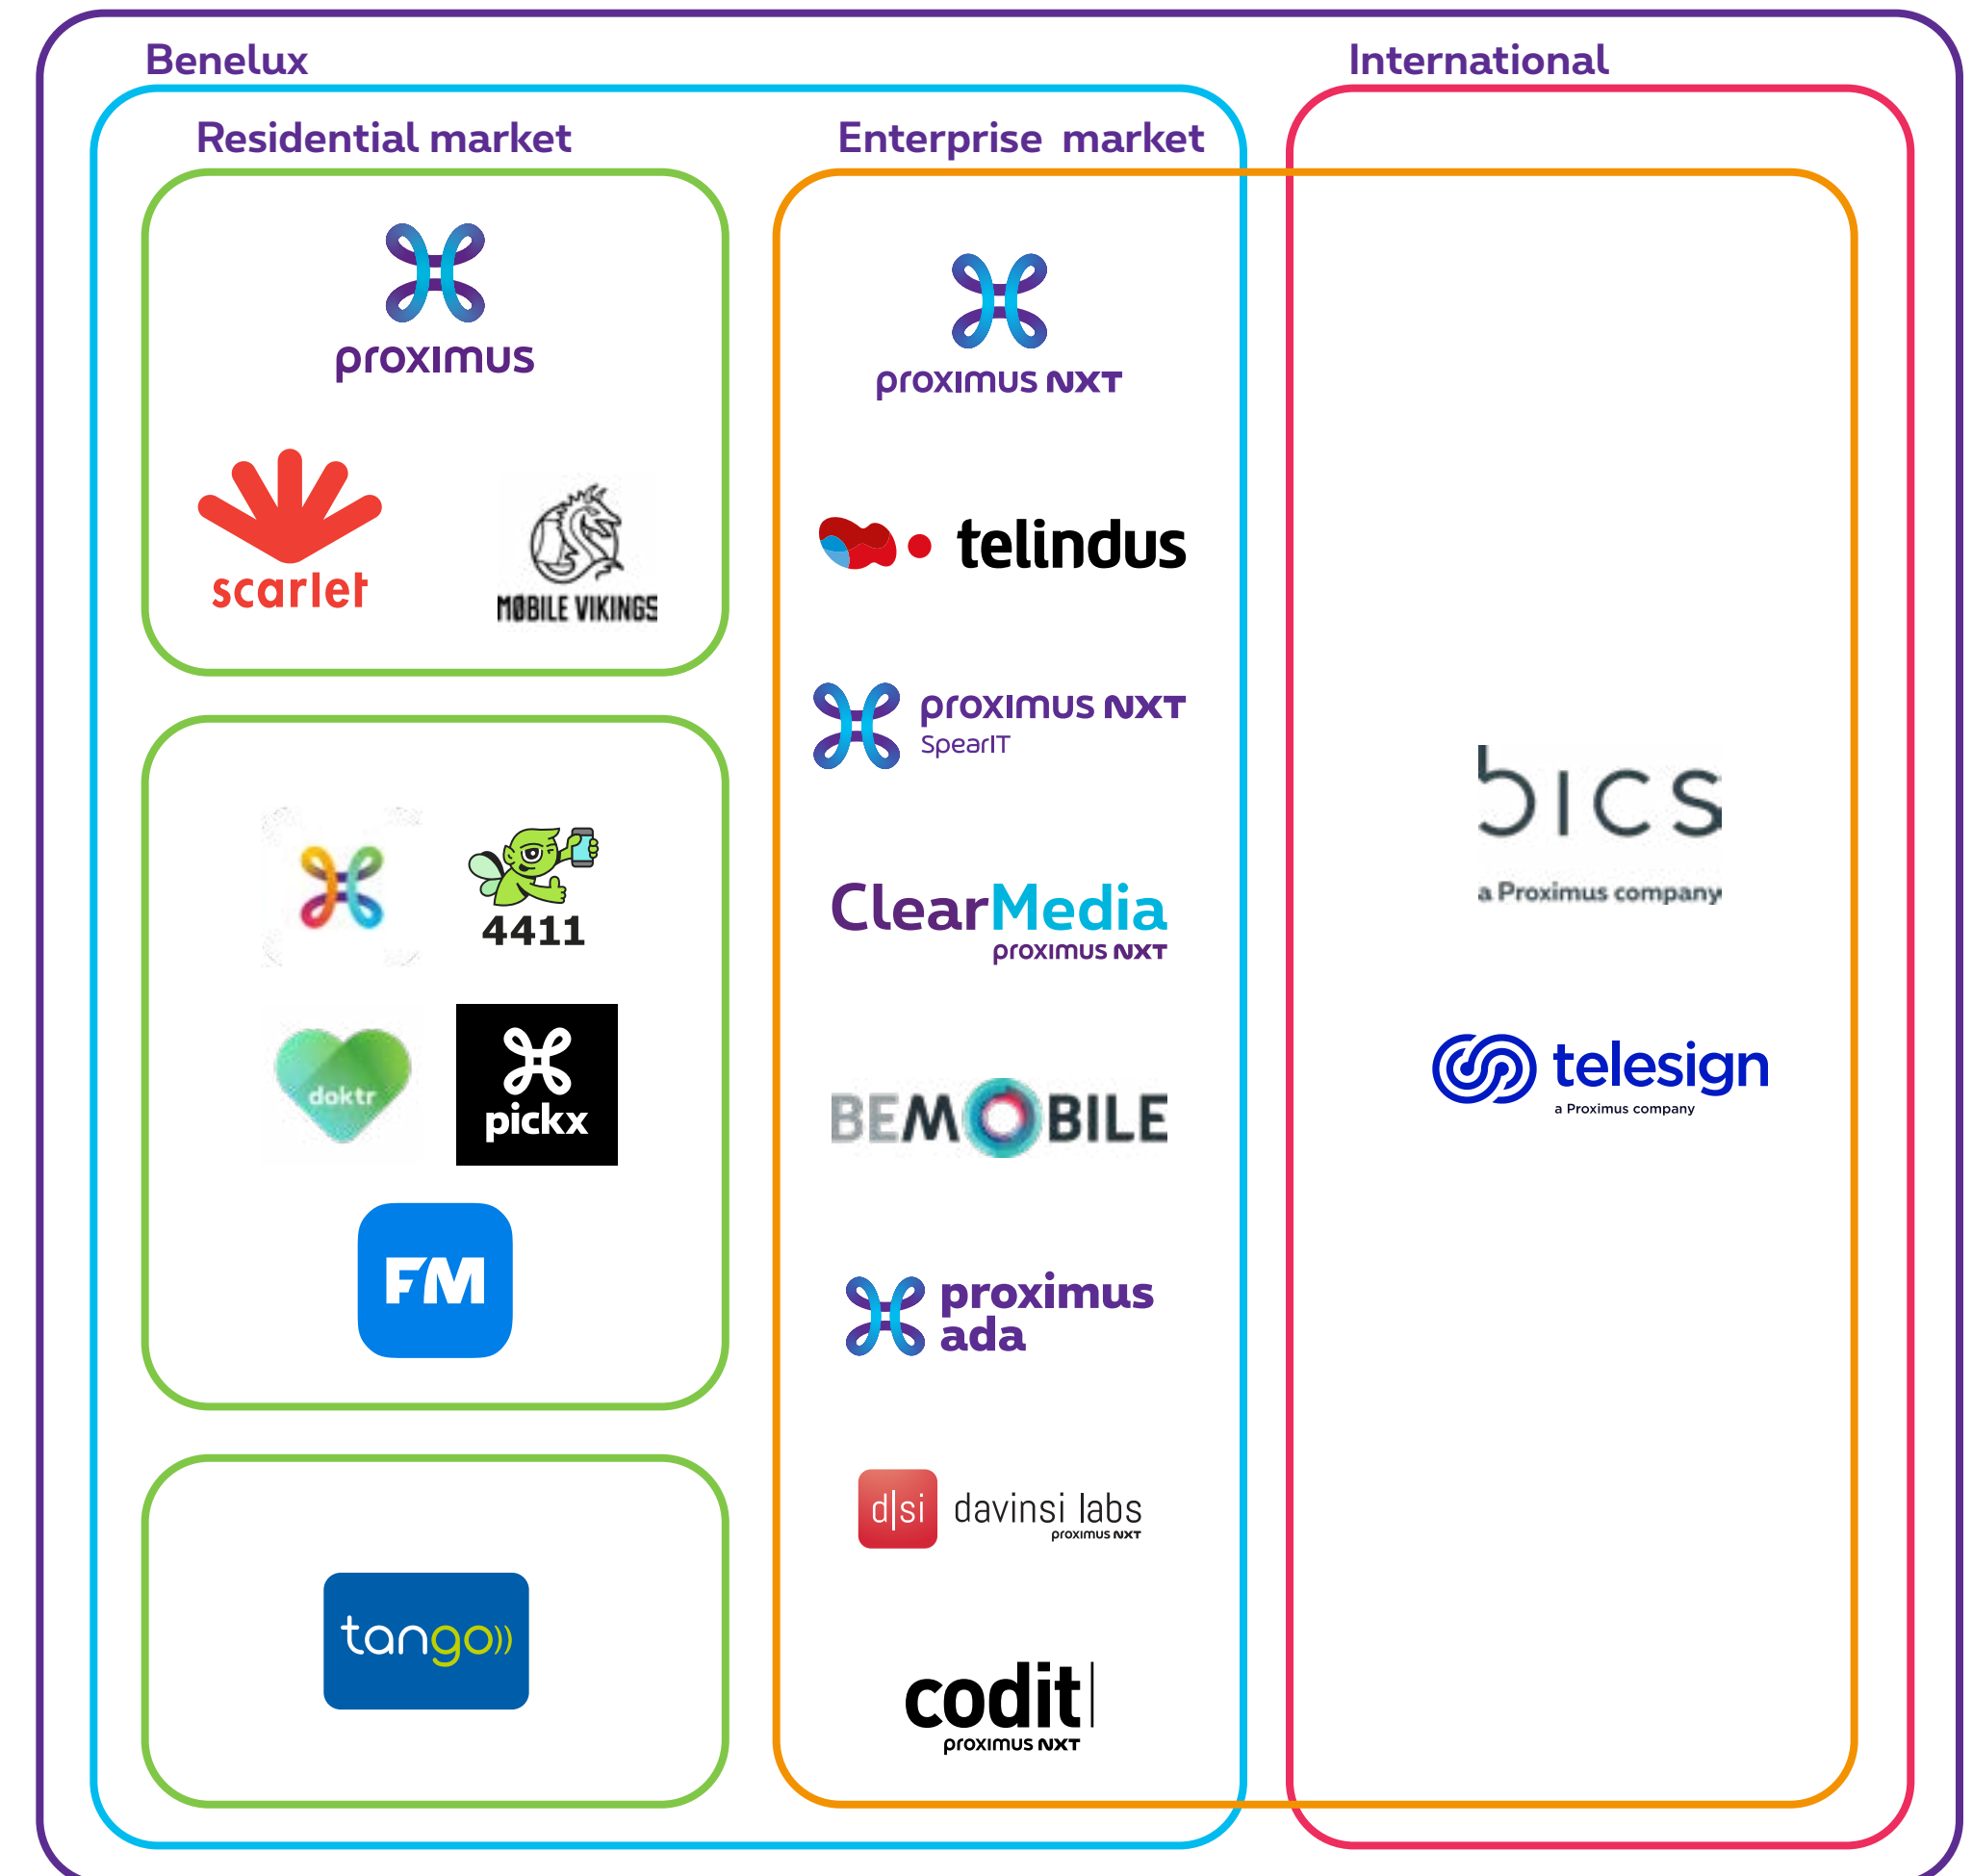 Benelux
International
Residential market
Enterprise market
proximus
scarlet
MØBILE VIKINGS
4411
doktr
pickx
FM
tango
proximus NXT
telindus
proximus NXT
SpearIT
ClearMedia
proximus NXT
BEMOBILE
proximus
ada
d|si
davinsi labs
proximus NXT
codit
proximus NXT
bics
a Proximus company
telesign
a Proximus company